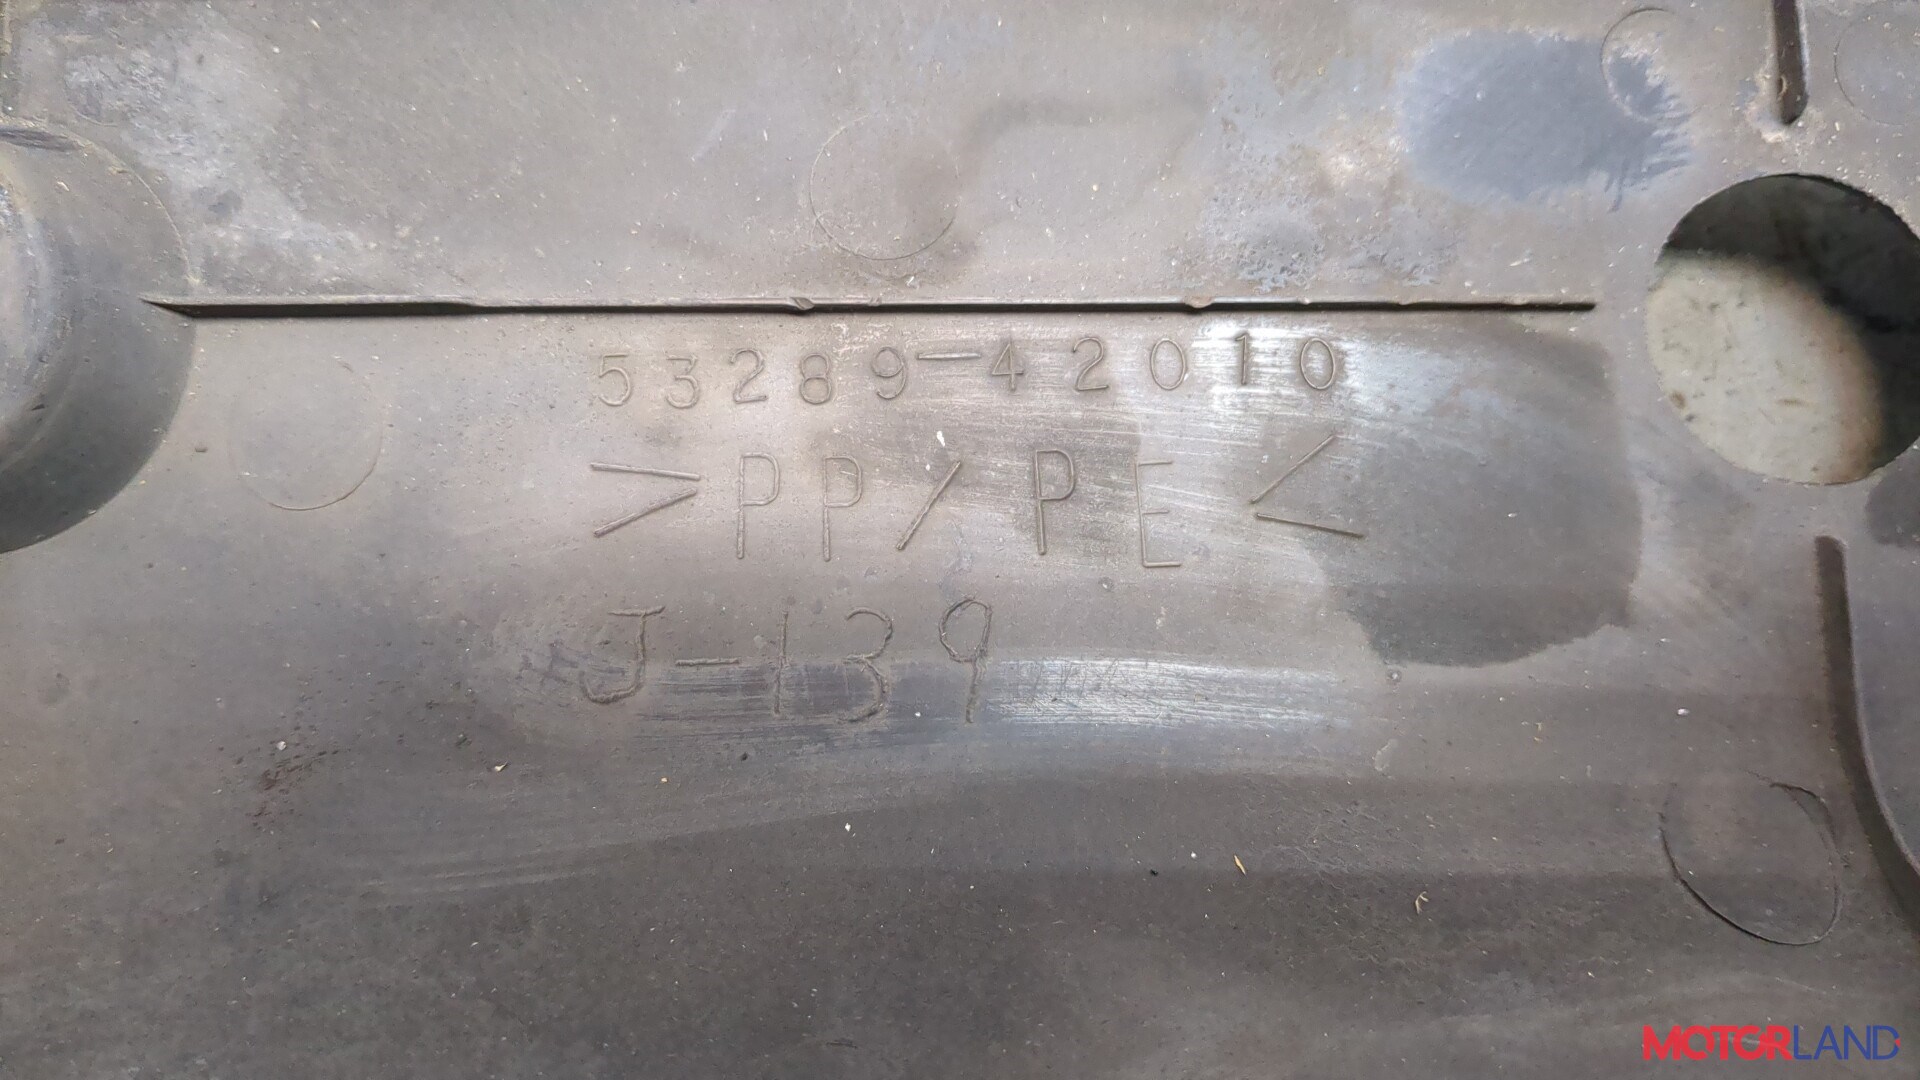 53289-42010
>PP/PE<
J-139
MOTORLAND